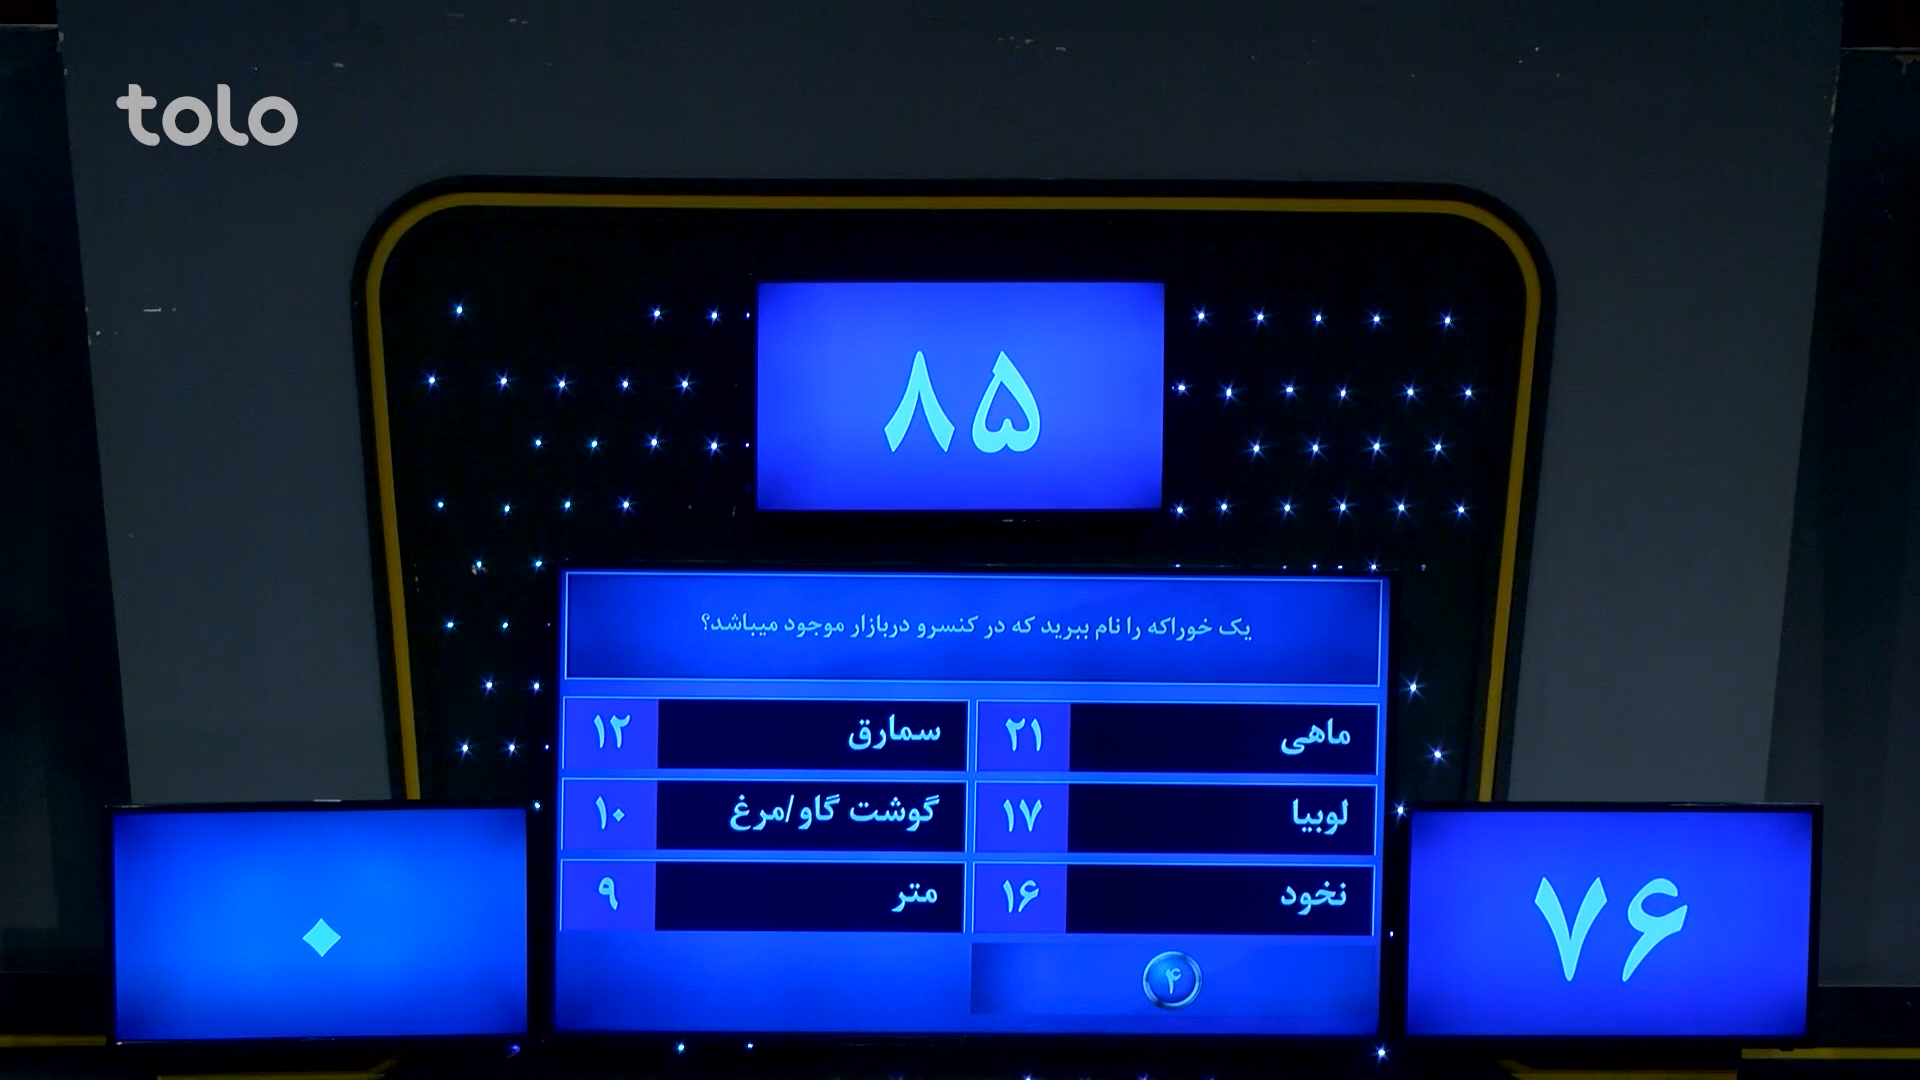 tolo
۸۵
یک خوراکه را نام ببرید که در کنسرو دربازار موجود میباشد؟
ماهی ۲۱
لوبیا ۱۷
نخود ۱۶
۴
سمارق ۱۲
گوشت گاو/مرغ ۱۰
متر ۹
۷۶
۰